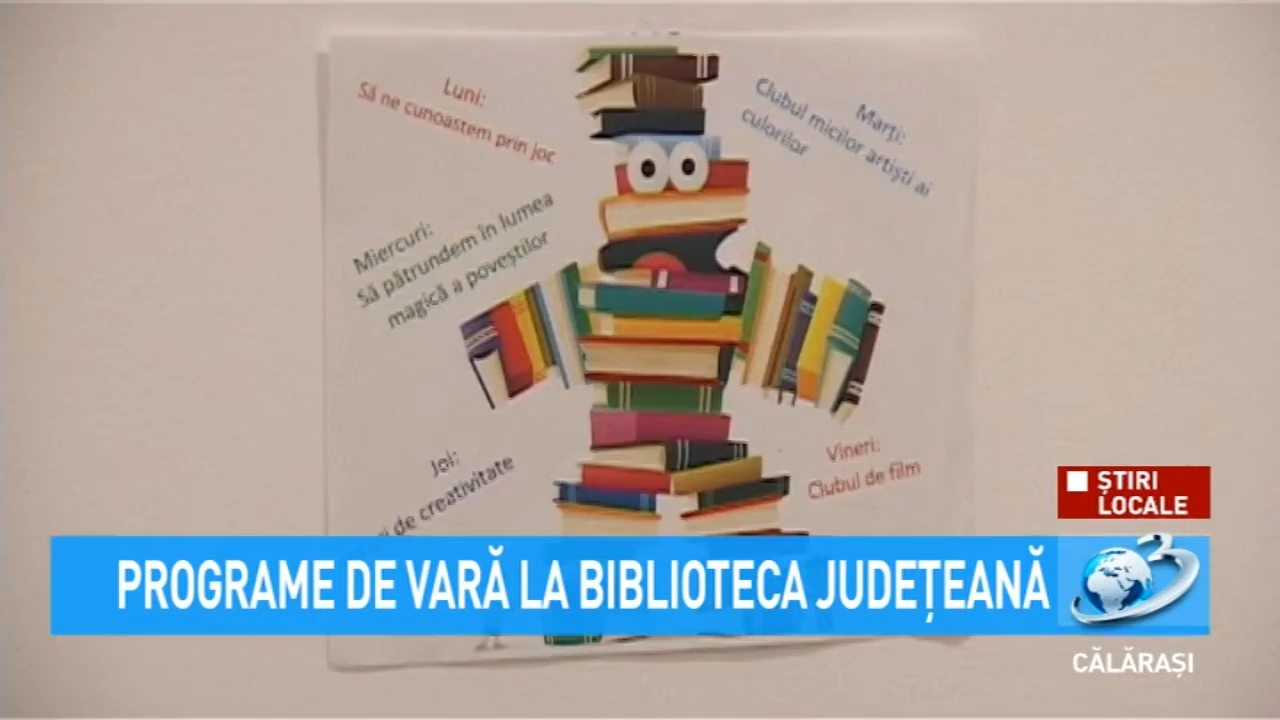 Luni:
Să ne cunoastem prin joc
Marți:
Clubul micilor artiști ai
culorilor
Miercuri:
Să pătrundem în lumea
magică a poveștilor
Joi:
de creativitate
Vineri:
Clubul de film
ȘTIRI
LOCALE
PROGRAME DE VARĂ LA BIBLIOTECA JUDEȚEANĂ
3
CĂLĂRAȘI